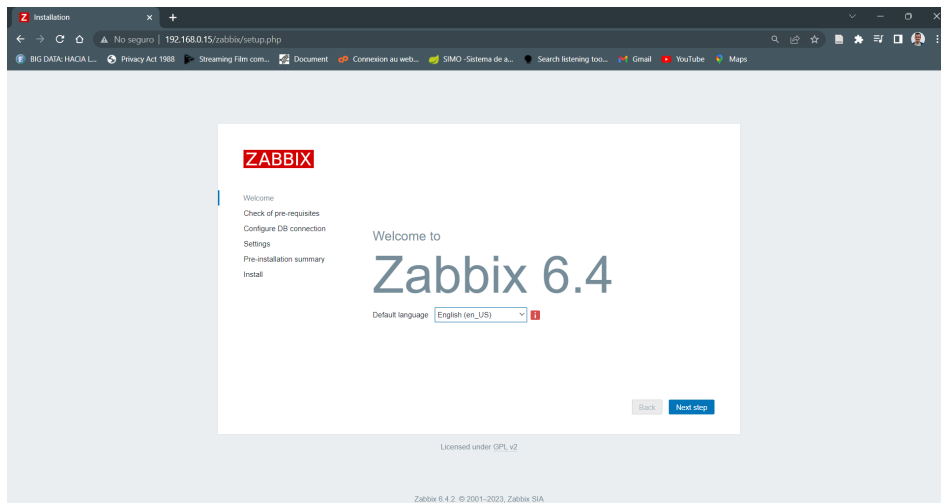 Installation
No seguro | 192.168.0.15/zabbix/setup.php
BIG DATA: HACIA L... Privacy Act 1988 Streaming Film com... Document Connexion au web... SIMO -Sistema de a... Search listening too... Gmail YouTube Maps
ZABBIX
Welcome
Check of pre-requisites
Configure DB connection
Settings
Pre-installation summary
Install
Welcome to
Zabbix 6.4
Default language English (en_US)
Back Next step
Licensed under GPL v2
Zabbix 6.4.2. © 2001–2023, Zabbix SIA